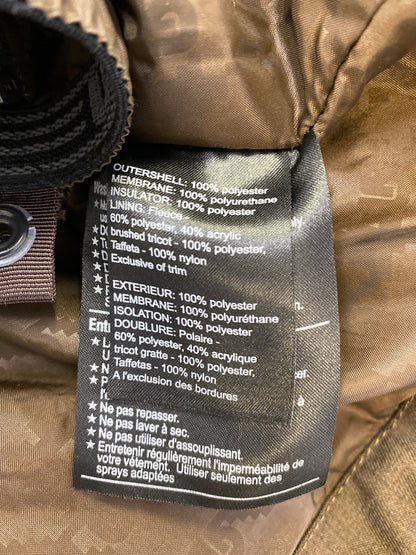 OUTERSHELL: 100% polyester
MEMBRANE: 100% polyurethane
INSULATOR: 100% polyester
LINING: Fleece -
60% polyester, 40% acrylic
brushed tricot - 100% polyester,
Taffeta - 100% nylon
Exclusive of trim
EXTERIEUR: 100% polyester
MEMBRANE: 100% polyuréthane
ISOLATION: 100% polyester
DOUBLURE: Polaire -
60% polyester, 40% acrylique
tricot gratte - 100% polyester,
Taffetas - 100% nylon
A l'exclusion des bordures
★ Ne pas repasser.
★ Ne pas laver à sec.
★ Ne pas utiliser d'assouplissant.
★ Entretenir régulièrement l'imperméabilité de
votre vêtement. Utiliser seulement des
sprays adaptées